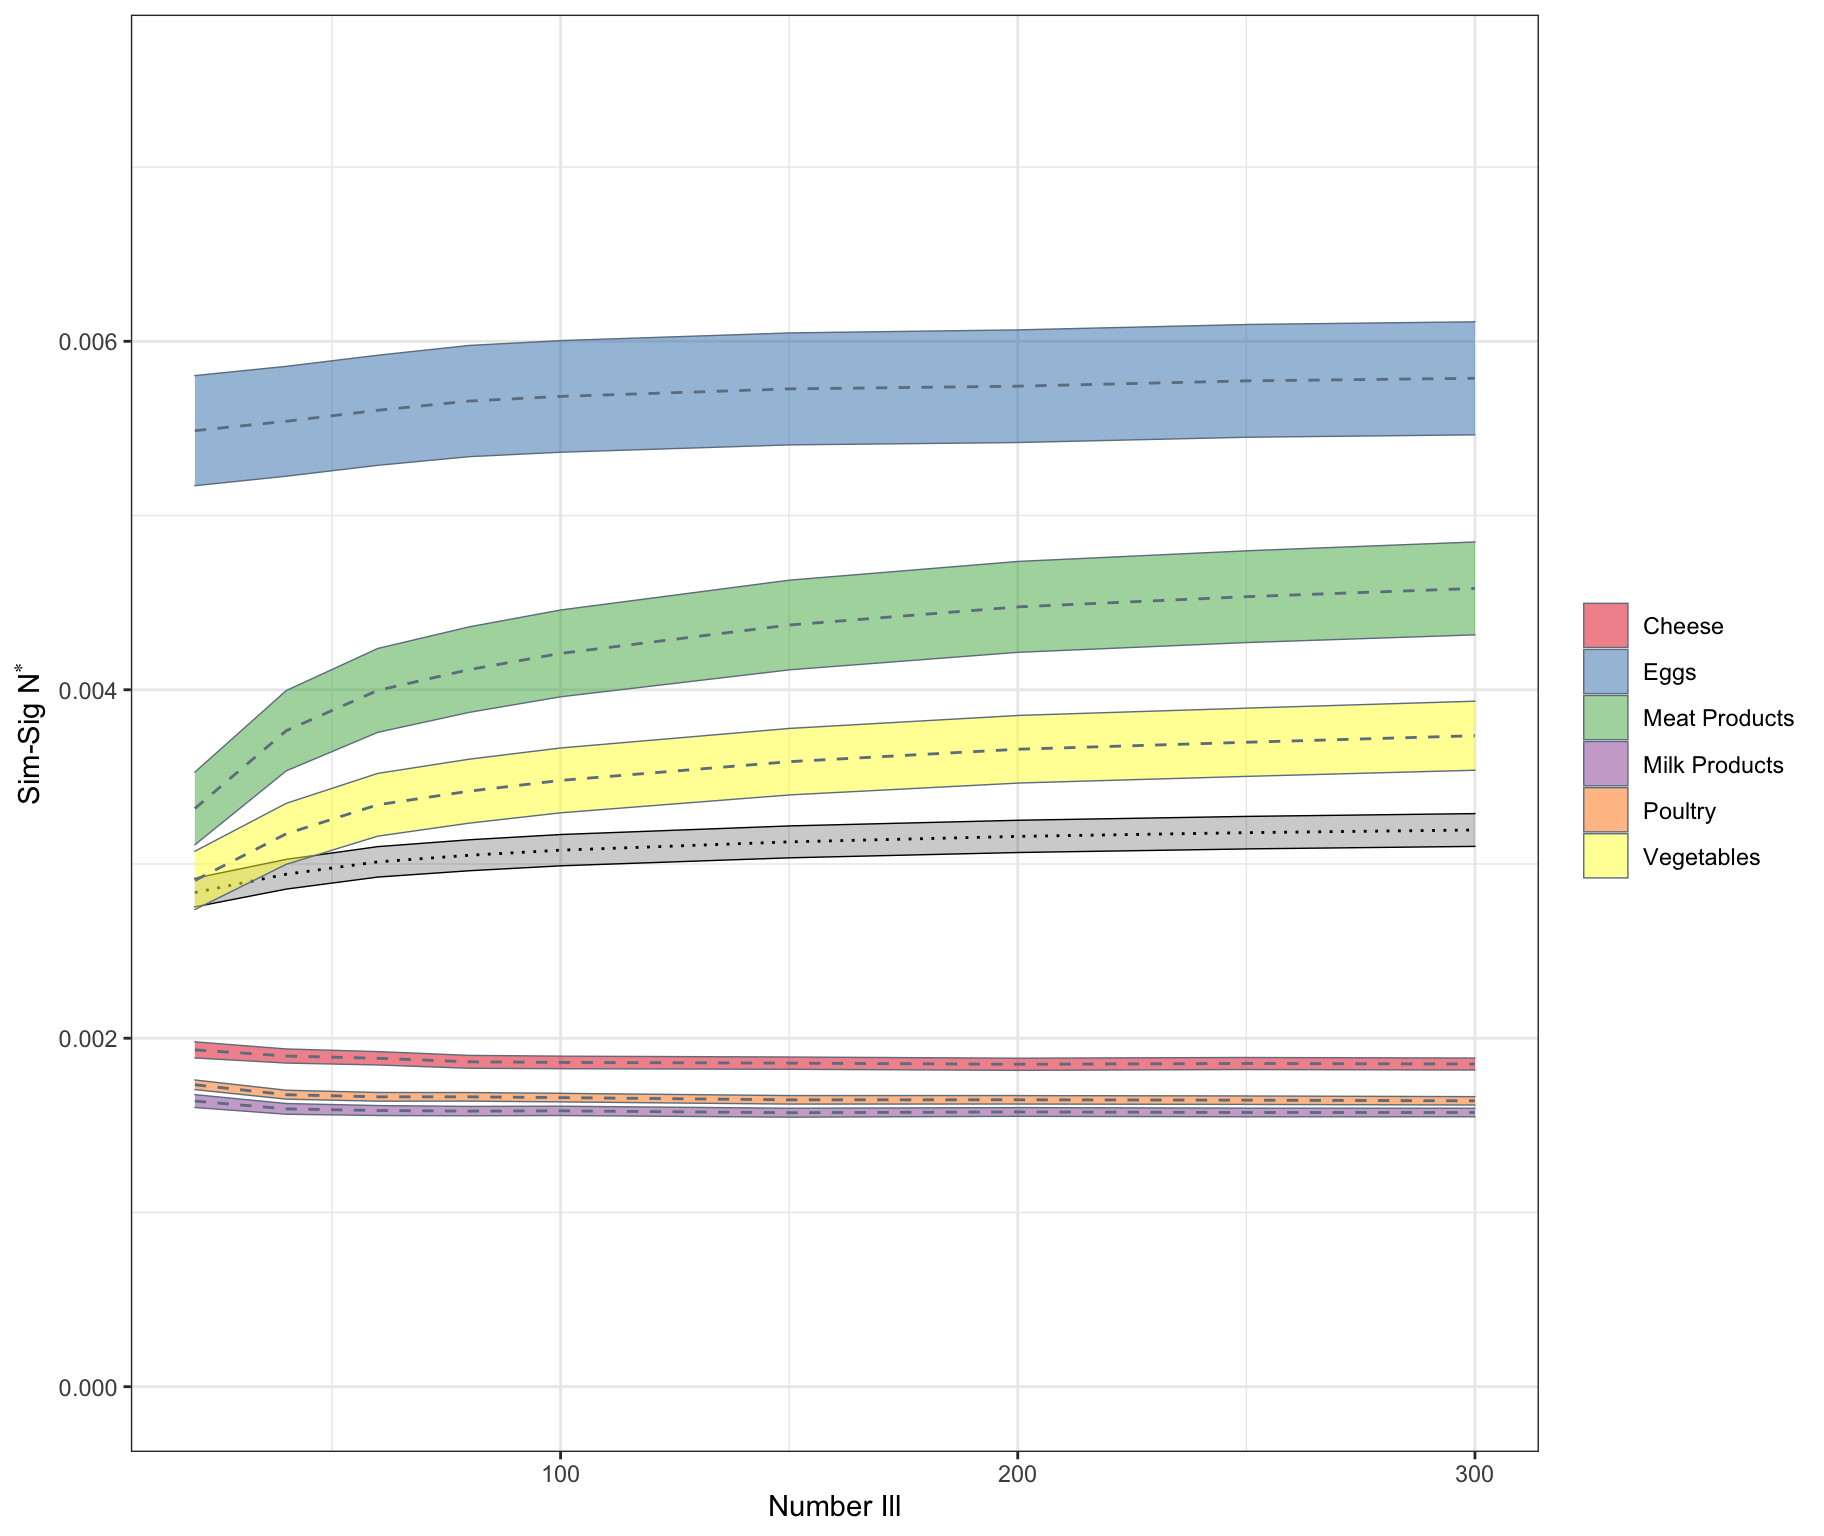 Sim-Sig N*
0.006
0.004
0.002
0.000
100 200 300
Number Ill
Cheese
Eggs
Meat Products
Milk Products
Poultry
Vegetables